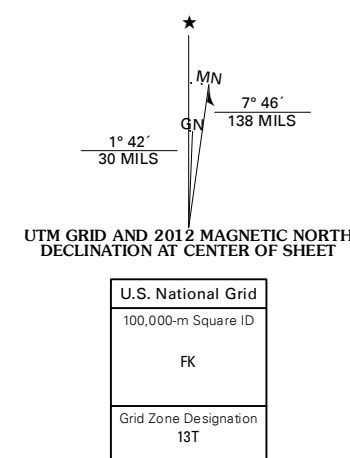 ★
MN
7° 46´
138 MILS
GN
1° 42´
30 MILS
UTM GRID AND 2012 MAGNETIC NORTH
DECLINATION AT CENTER OF SHEET
U.S. National Grid
100,000-m Square ID
FK
Grid Zone Designation
13T